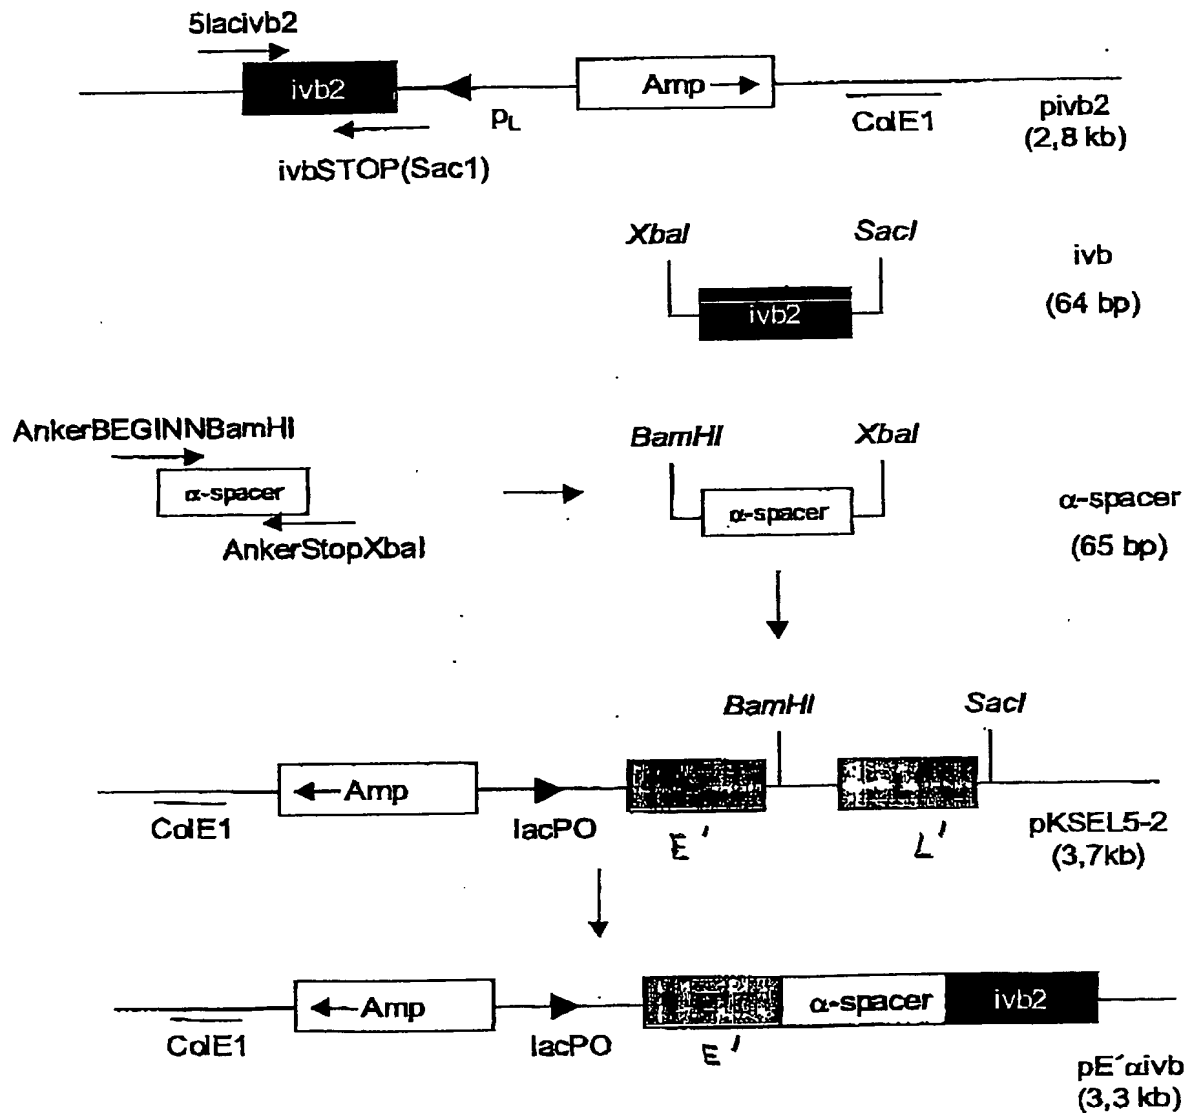 5lacivb2
ivb2
Amp
pL
ColE1
pivb2
(2,8 kb)
ivbSTOP(Sac1)
XbaI
SacI
ivb
(64 bp)
ivb2
AnkerBEGINNBamHI
α-spacer
AnkerStopXbaI
BamHI
XbaI
α-spacer
α-spacer
(65 bp)
BamHI
SacI
Amp
ColE1
lacPO
E'
L'
pKSEL5-2
(3,7kb)
Amp
α-spacer
ivb2
ColE1
lacPO
E'
pE´αivb
(3,3 kb)